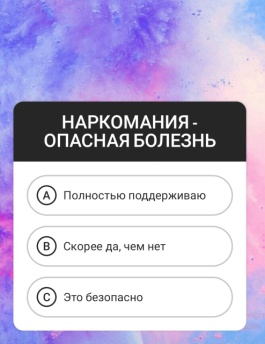 НАРКОМАНИЯ -
ОПАСНАЯ БОЛЕЗНЬ
A Полностью поддерживаю
B Скорее да, чем нет
C Это безопасно